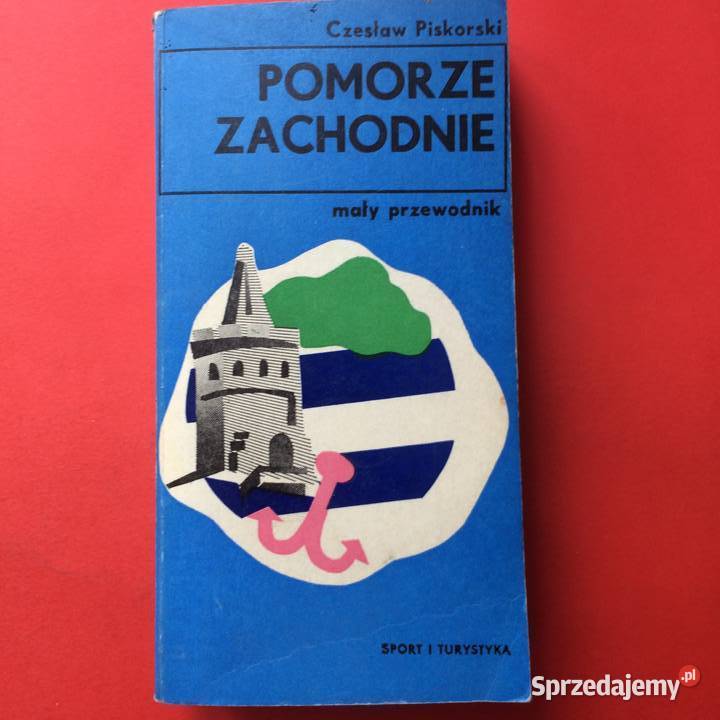 Czesław Piskorski
POMORZE
ZACHODNIE
mały przewodnik
SPORT I TURYSTYKA
Sprzedajemy.pl